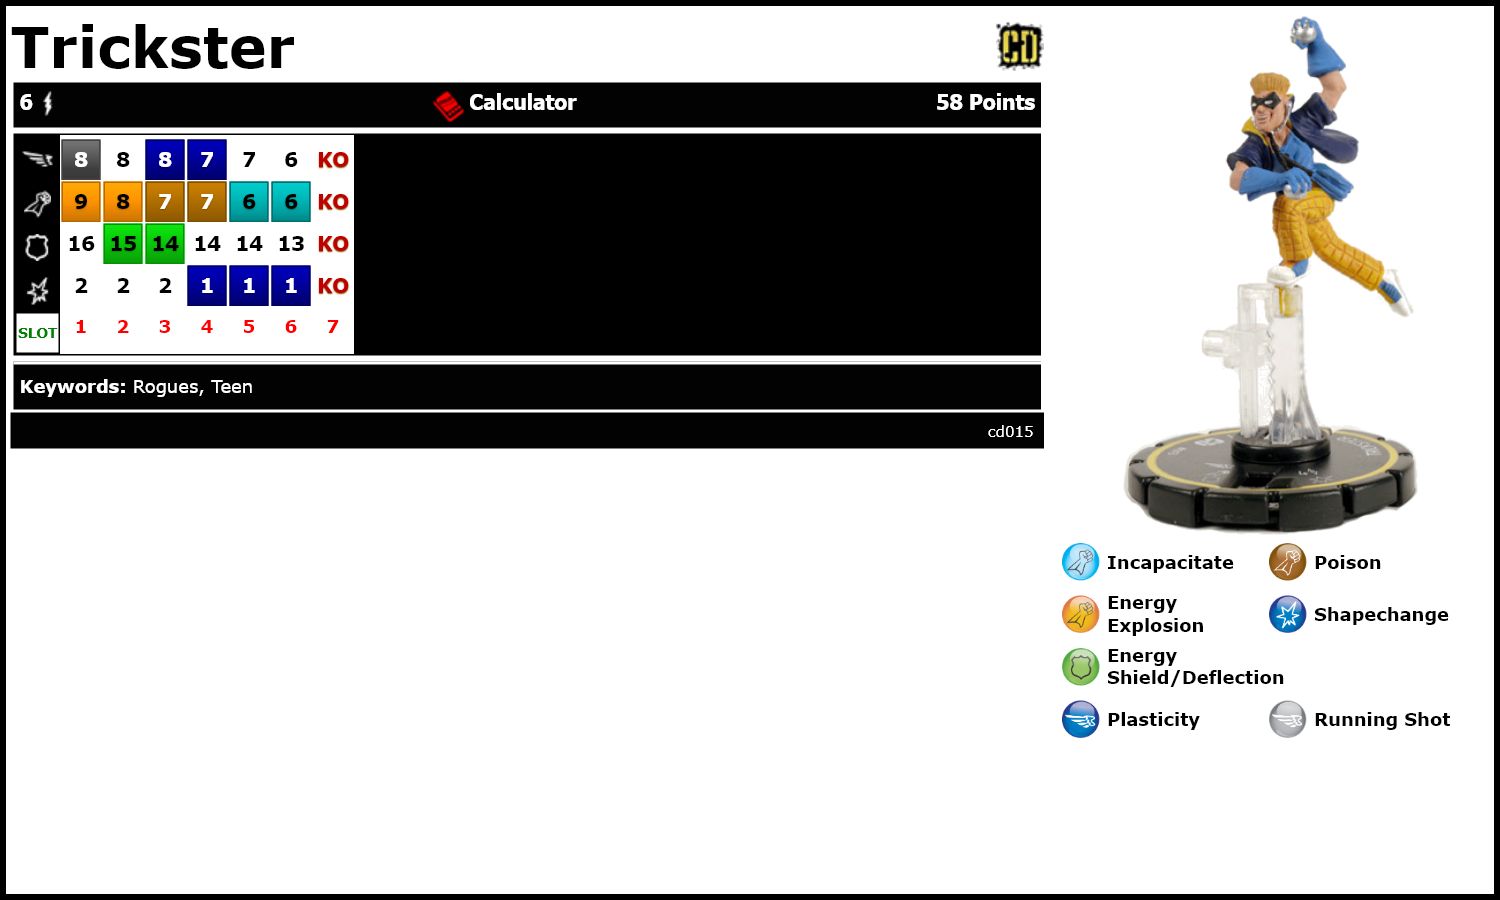 Trickster
CD
6 Calculator 58 Points
8 8 8 7 7 6 KO
9 8 7 7 6 6 KO
16 15 14 14 14 13 KO
2 2 2 1 1 1 KO
SLOT 1 2 3 4 5 6 7
Keywords: Rogues, Teen
cd015
Incapacitate
Poison
Energy
Explosion
Shapechange
Energy
Shield/Deflection
Plasticity
Running Shot